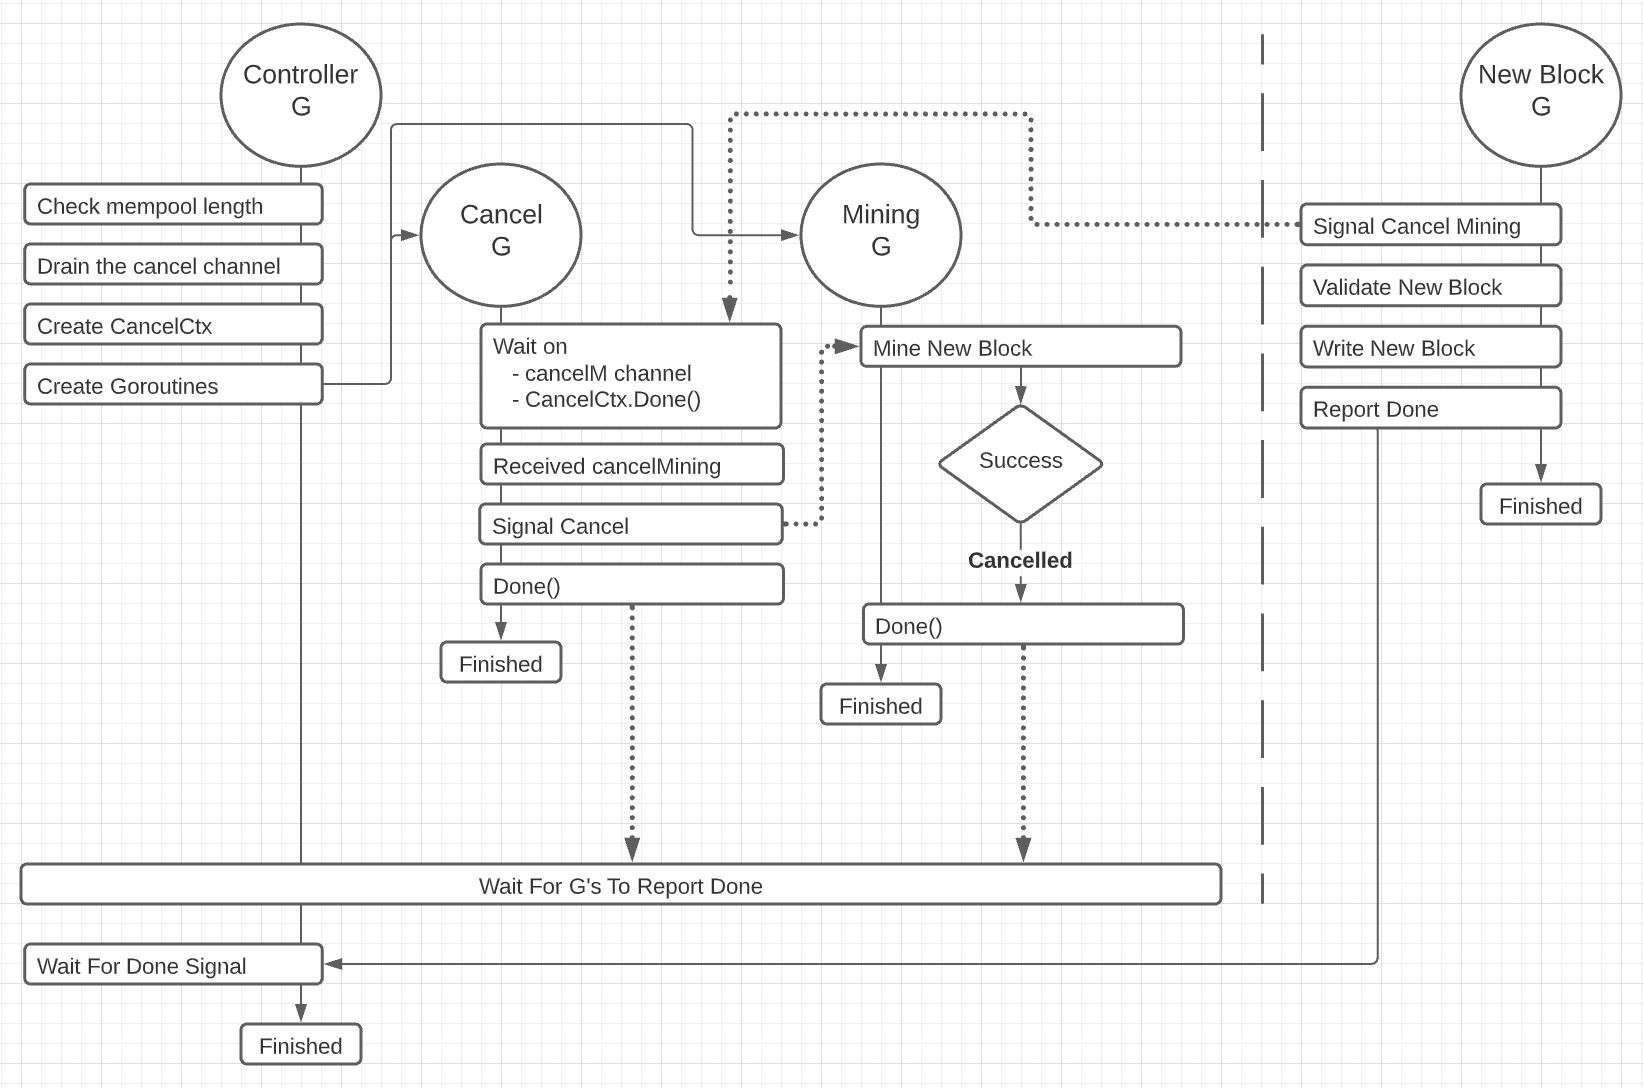 Controller
G
Check mempool length
Drain the cancel channel
Create CancelCtx
Create Goroutines
Cancel
G
Wait on
- cancelM channel
- CancelCtx.Done()
Received cancelMining
Signal Cancel
Done()
Finished
Mining
G
Mine New Block
Success
Cancelled
Done()
Finished
New Block
G
Signal Cancel Mining
Validate New Block
Write New Block
Report Done
Finished
Wait For G's To Report Done
Wait For Done Signal
Finished